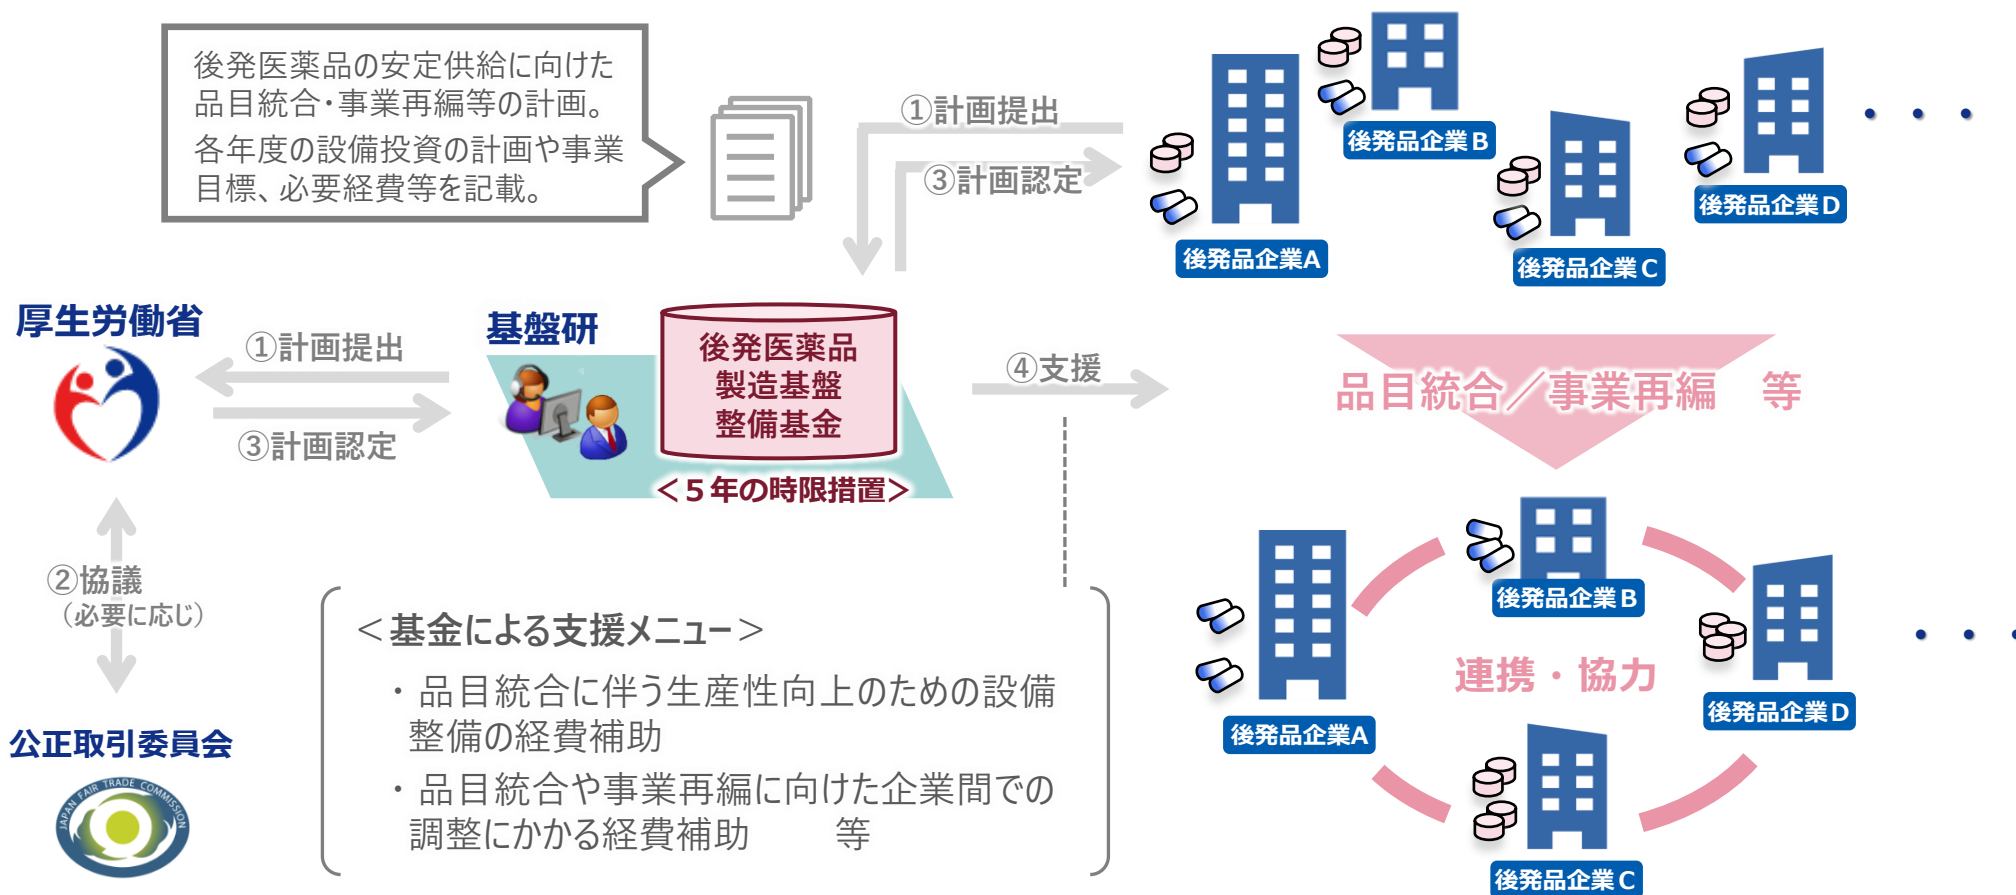 後発医薬品の安定供給に向けた
品目統合・事業再編等の計画。
各年度の設備投資の計画や事業
目標、必要経費等を記載。
①計画提出
③計画認定
後発品企業A
後発品企業B
後発品企業C
後発品企業D
・・・
厚生労働省
①計画提出
③計画認定
基盤研
後発医薬品
製造基盤
整備基金
＜５年の時限措置＞
④支援
品目統合／事業再編　等
②協議
（必要に応じ）
公正取引委員会
JAPAN FAIR TRADE COMMISSION
＜基金による支援メニュー＞
・品目統合に伴う生産性向上のための設備
整備の経費補助
・品目統合や事業再編に向けた企業間での
調整にかかる経費補助　　等
後発品企業A
後発品企業B
後発品企業D
連携・協力
後発品企業C
・・・